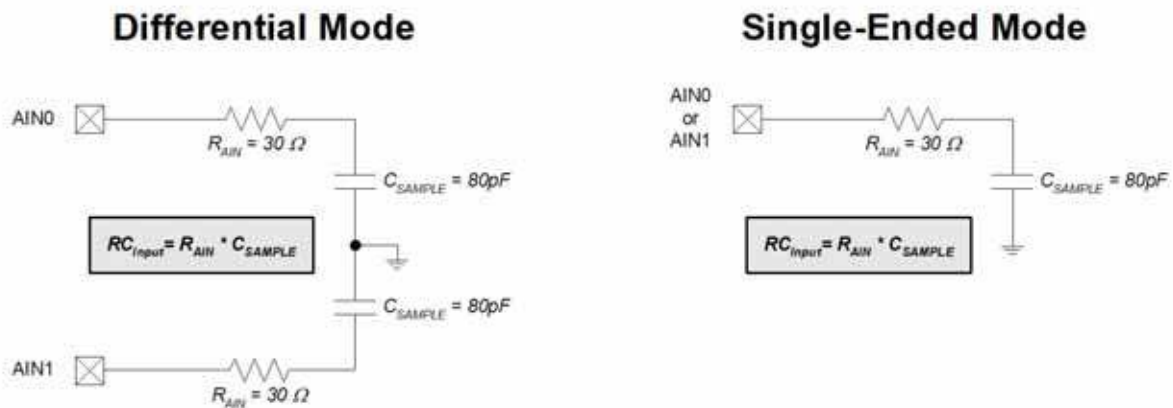 Differential Mode
AIN0
R_AIN = 30 Ω
C_SAMPLE = 80pF
RC_Input = R_AIN * C_SAMPLE
C_SAMPLE = 80pF
AIN1
R_AIN = 30 Ω
Single-Ended Mode
AIN0
or
AIN1
R_AIN = 30 Ω
C_SAMPLE = 80pF
RC_Input = R_AIN * C_SAMPLE